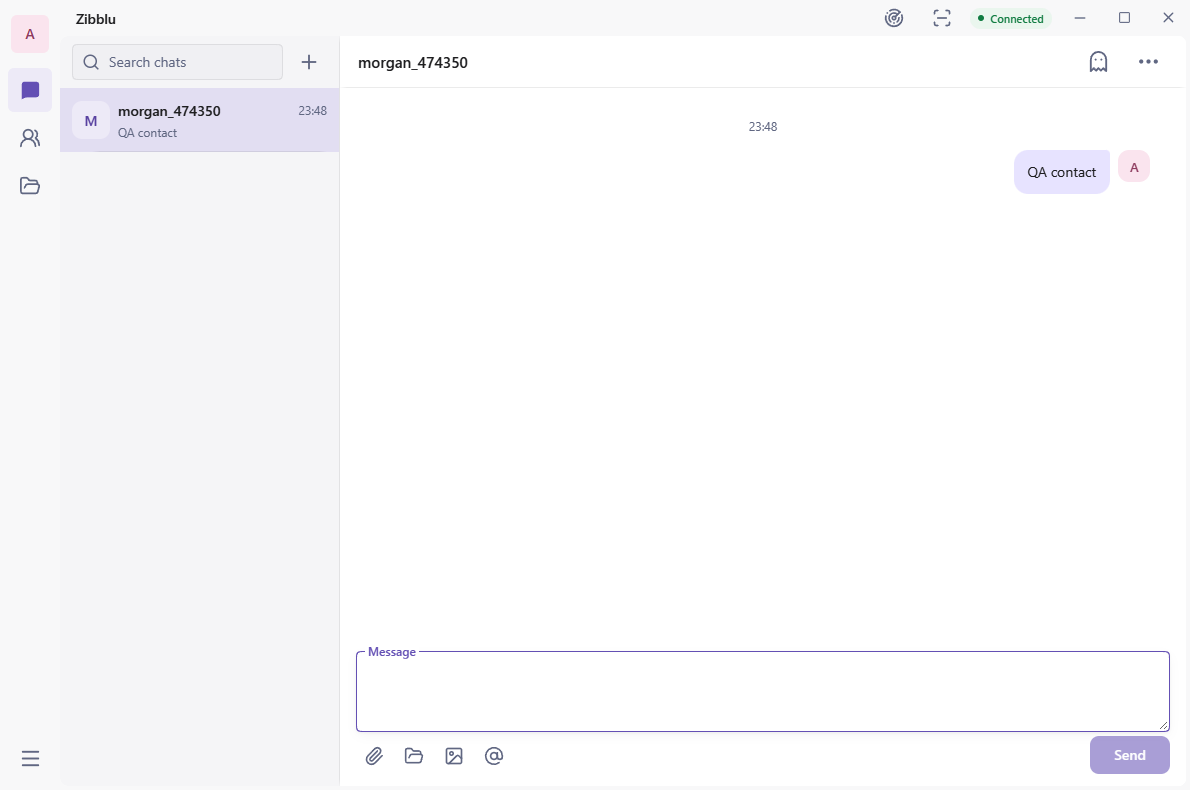 A
Zibblu
Connected
Search chats
M
morgan_474350
23:48
QA contact
morgan_474350
23:48
QA contact
A
Message
Send